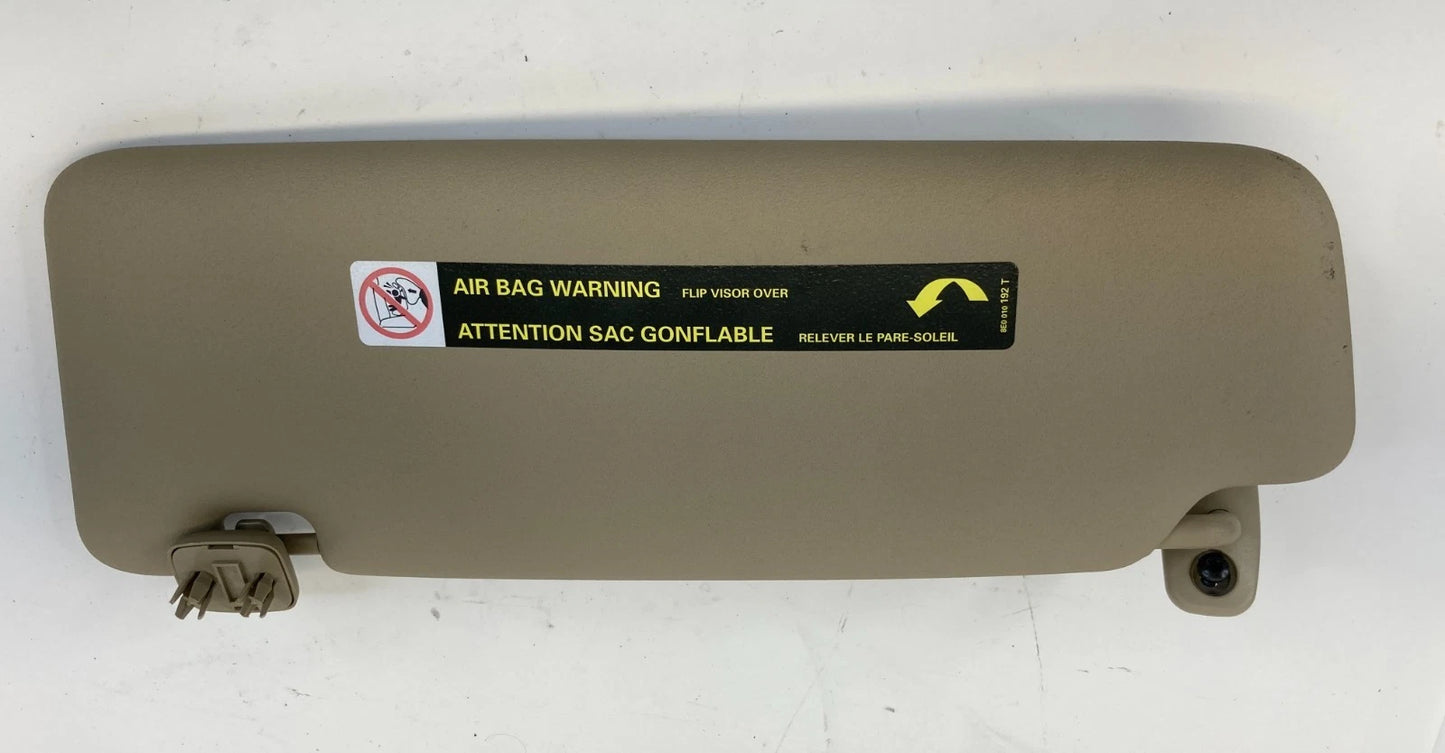 AIR BAG WARNING FLIP VISOR OVER
ATTENTION SAC GONFLABLE RELEVER LE PARE-SOLEIL
8E0 010 192 T